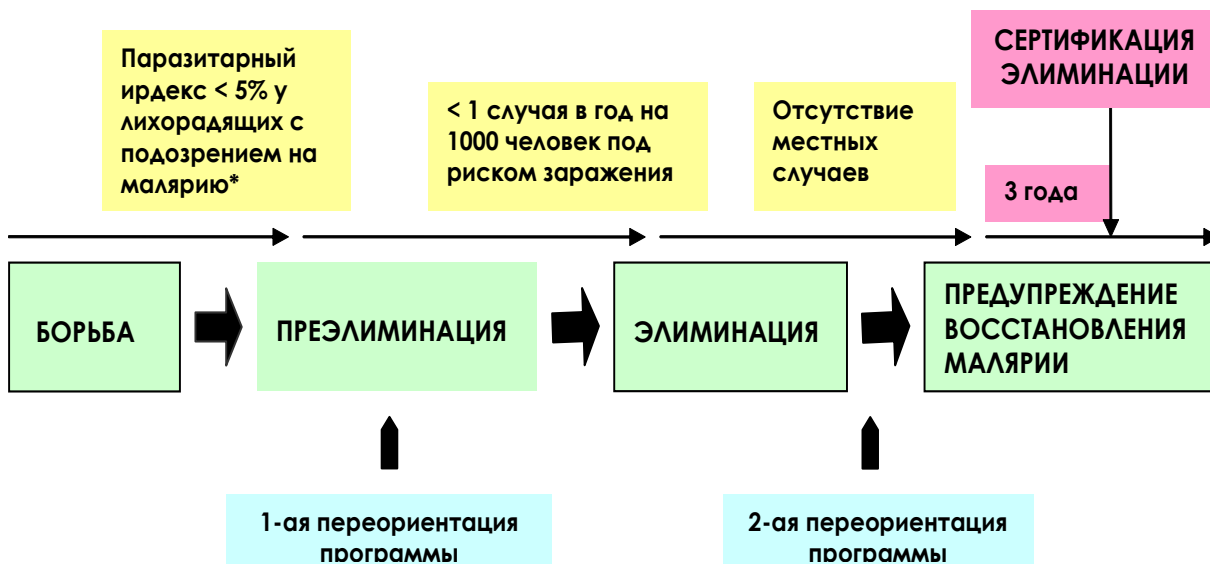 Паразитарный
ирдекс < 5% у
лихорадящих с
подозрением на
малярию*
< 1 случая в год на
1000 человек под
риском заражения
Отсутствие
местных
случаев
СЕРТИФИКАЦИЯ
ЭЛИМИНАЦИИ
3 года
БОРЬБА
ПРЕЭЛИМИНАЦИЯ
ЭЛИМИНАЦИЯ
ПРЕДУПРЕЖДЕНИЕ
ВОССТАНОВЛЕНИЯ
МАЛЯРИИ
1-ая переориентация
программы
2-ая переориентация
программы